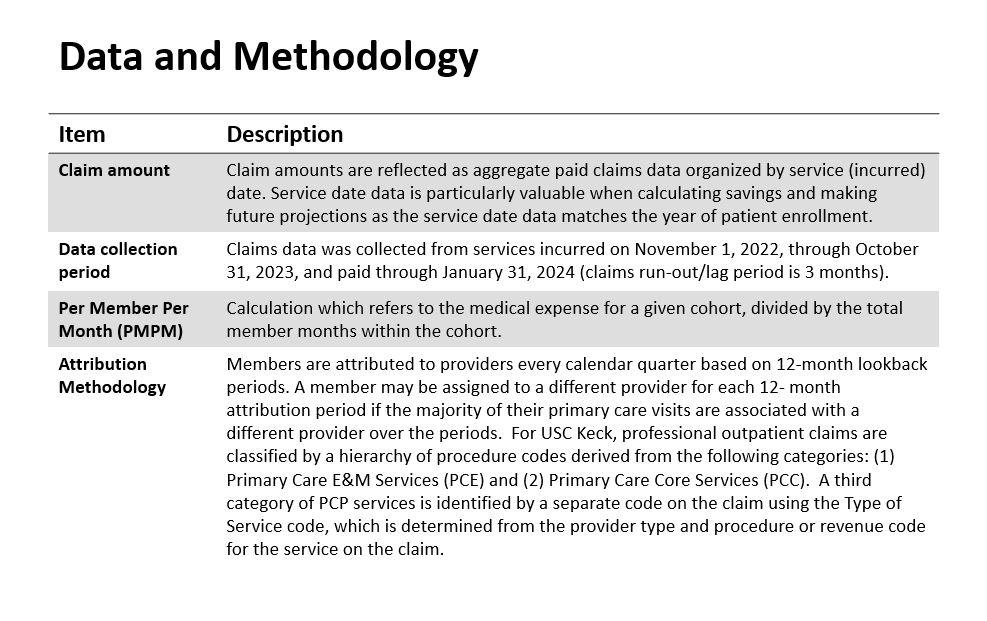 Data and Methodology
Item Description
Claim amount Claim amounts are reflected as aggregate paid claims data organized by service (incurred)
date. Service date data is particularly valuable when calculating savings and making
future projections as the service date data matches the year of patient enrollment.
Data collection Claims data was collected from services incurred on November 1, 2022, through October
period 31, 2023, and paid through January 31, 2024 (claims run-out/lag period is 3 months).
Per Member Per Calculation which refers to the medical expense for a given cohort, divided by the total
Month (PMPM) member months within the cohort.
Attribution Members are attributed to providers every calendar quarter based on 12-month lookback
Methodology periods. A member may be assigned to a different provider for each 12- month
attribution period if the majority of their primary care visits are associated with a
different provider over the periods.  For USC Keck, professional outpatient claims are
classified by a hierarchy of procedure codes derived from the following categories: (1)
Primary Care E&M Services (PCE) and (2) Primary Care Core Services (PCC).  A third
category of PCP services is identified by a separate code on the claim using the Type of
Service code, which is determined from the provider type and procedure or revenue code
for the service on the claim.